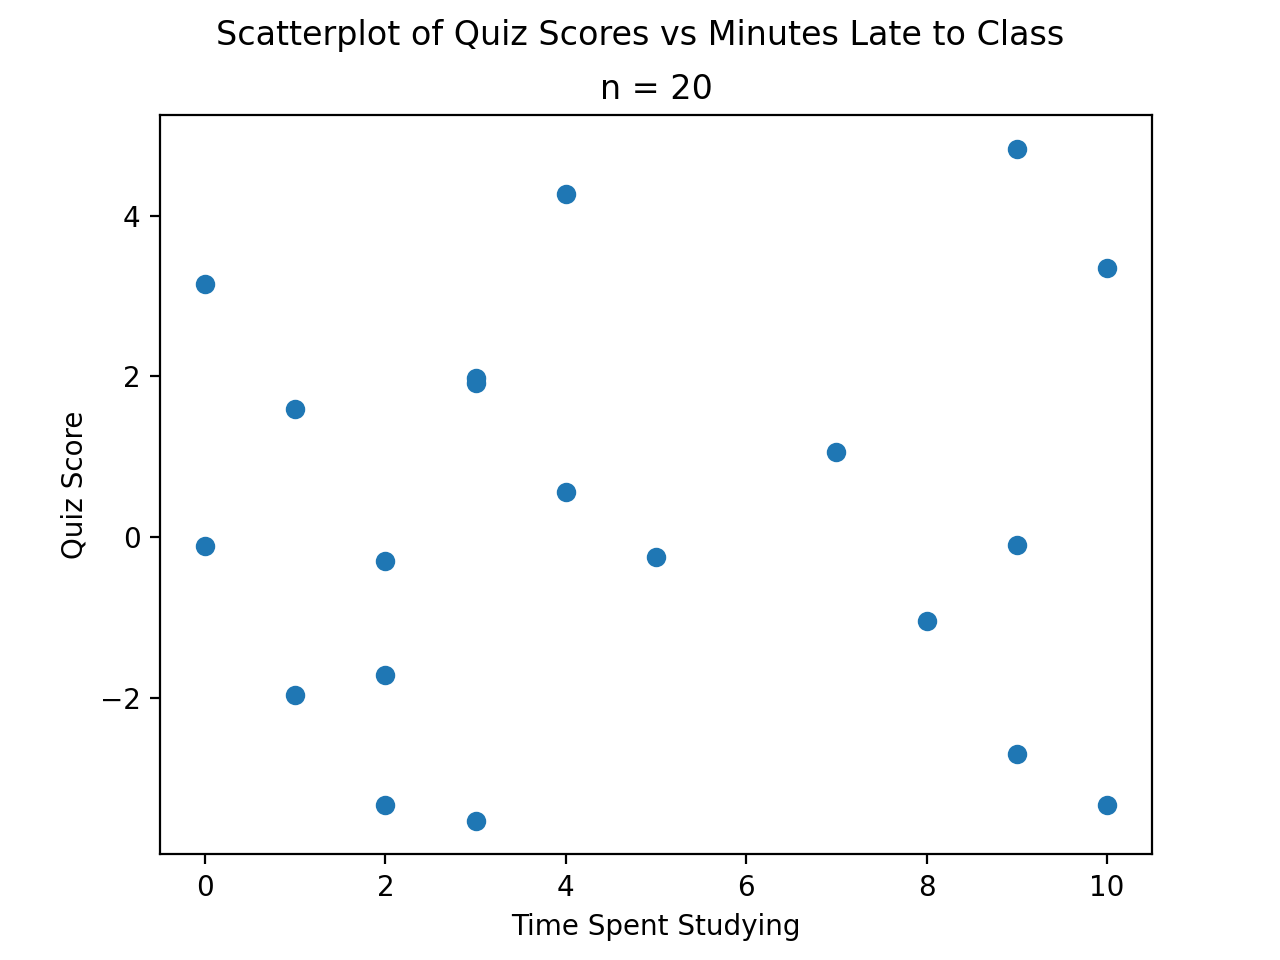 Scatterplot of Quiz Scores vs Minutes Late to Class
n = 20
4
2
0
−2
Quiz Score
0 2 4 6 8 10
Time Spent Studying